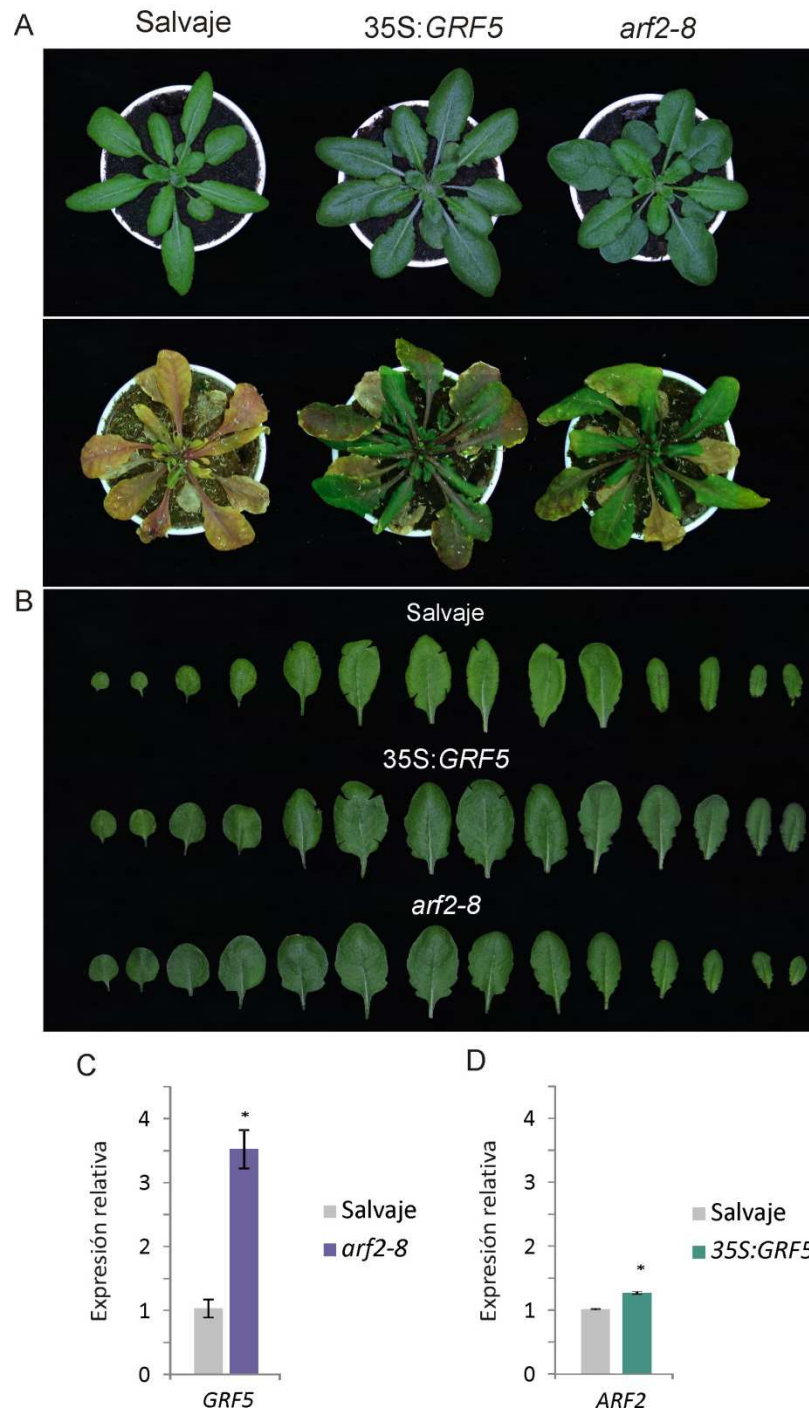 A
Salvaje 35S:GRF5 arf2-8
B
Salvaje
35S:GRF5
arf2-8
C
Expresión relativa
4
3
2
1
0
*
GRF5
Salvaje
arf2-8
D
Expresión relativa
4
3
2
1
0
*
ARF2
Salvaje
35S:GRF5